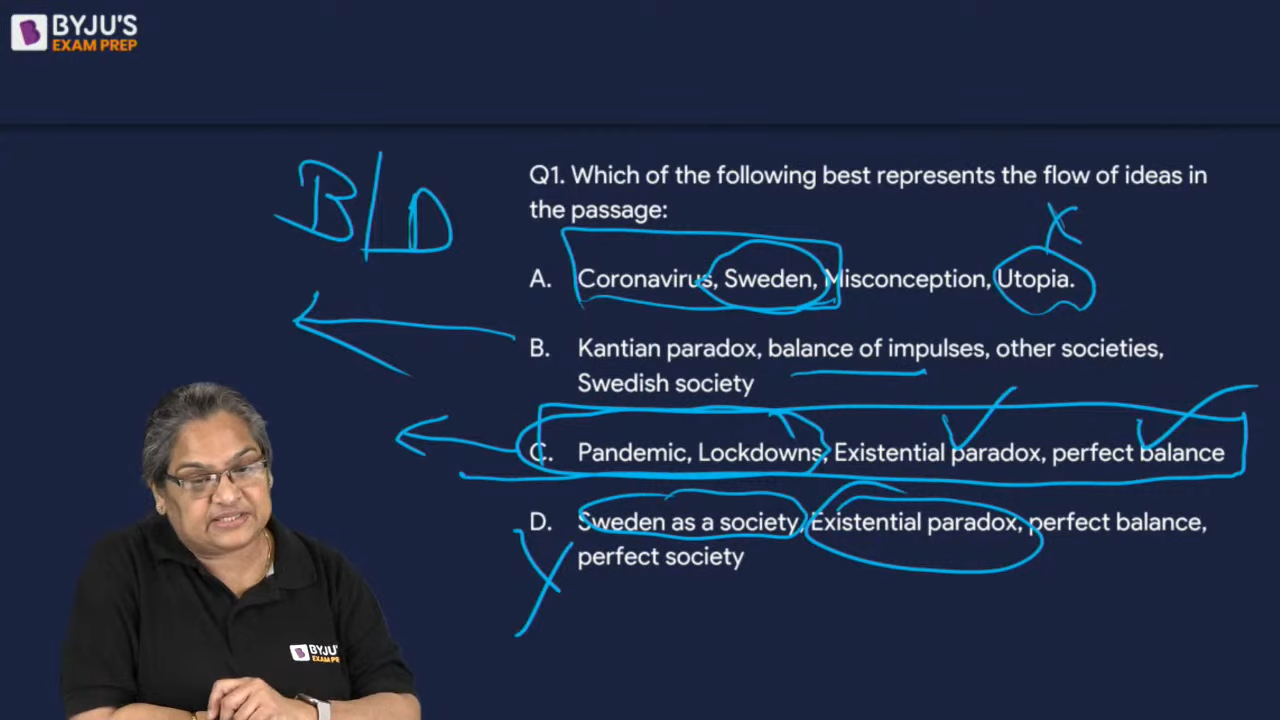 BYJU'S
EXAM PREP
B/D
Q1. Which of the following best represents the flow of ideas in
the passage:
A. Coronavirus, Sweden, Misconception, Utopia.
B. Kantian paradox, balance of impulses, other societies,
Swedish society
C. Pandemic, Lockdowns, Existential paradox, perfect balance
D. Sweden as a society, Existential paradox, perfect balance,
perfect society
BYJU'S
EXAM PREP